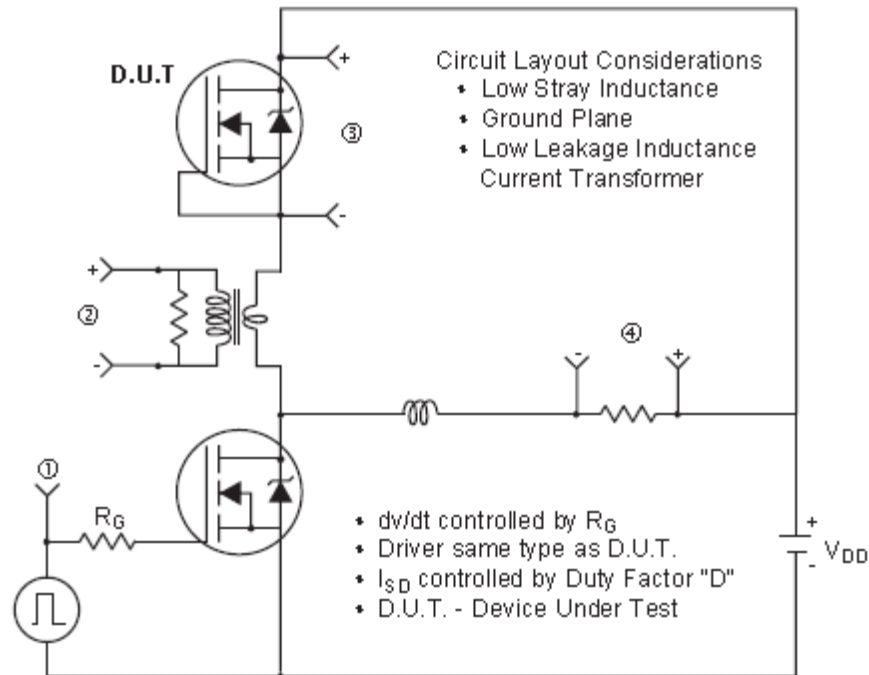 D.U.T
+
-
③
Circuit Layout Considerations
• Low Stray Inductance
• Ground Plane
• Low Leakage Inductance
Current Transformer
+
②
-
-
④
+
①
R_G
• dv/dt controlled by R_G
• Driver same type as D.U.T.
• I_SD controlled by Duty Factor "D"
• D.U.T. - Device Under Test
+
-
V_DD